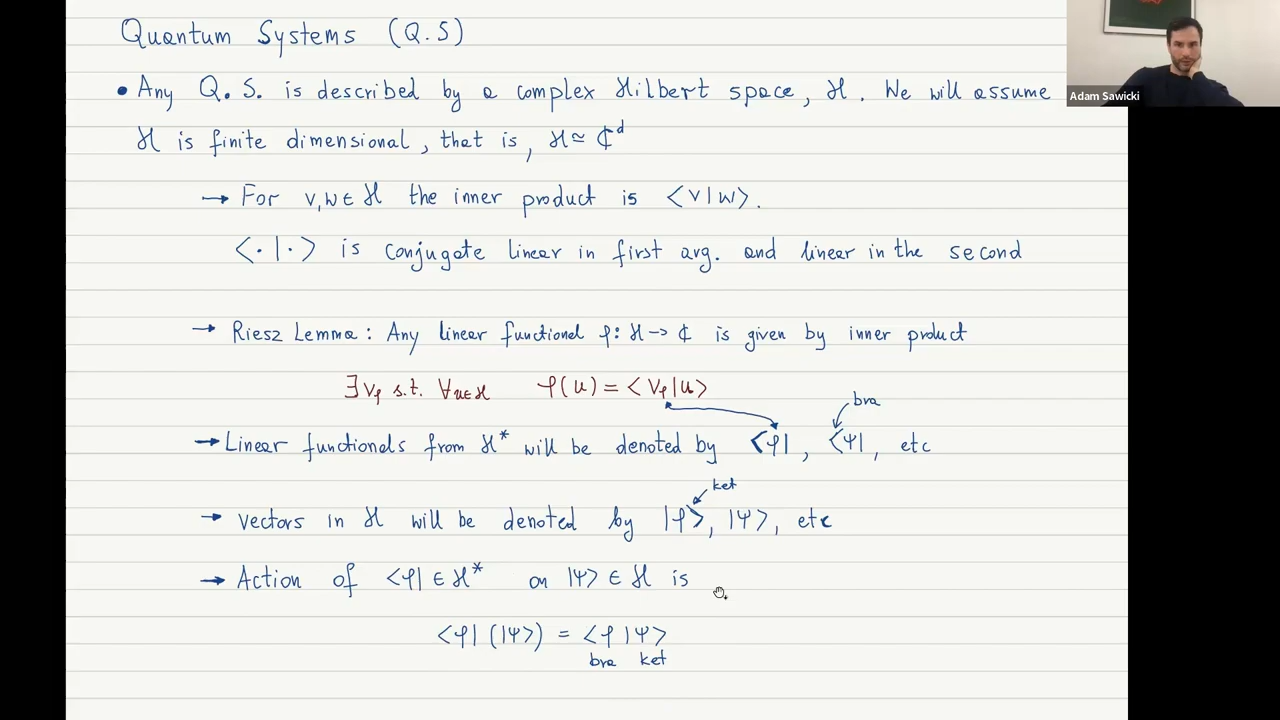 Quantum Systems (Q.S)
Adam Sawicki
• Any Q.S. is described by a complex Hilbert space, ℋ. We will assume
ℋ is finite dimensional, that is, ℋ ≃ ℂᵈ
→ For v,w ∈ ℋ the inner product is <v|w>.
<·|·> is conjugate linear in first arg. and linear in the second
→ Riesz Lemma: Any linear functional φ: ℋ → ℂ is given by inner product
∃ v_φ s.t. ∀ u∈ℋ φ(u) = <v_φ|u>
bra
→ Linear functionals from ℋ* will be denoted by <φ|, <ψ|, etc
ket
→ vectors in ℋ will be denoted by |φ>, |ψ>, etc
→ Action of <φ| ∈ ℋ* on |ψ> ∈ ℋ is
<φ| (|ψ>) = <φ|ψ>
bra ket